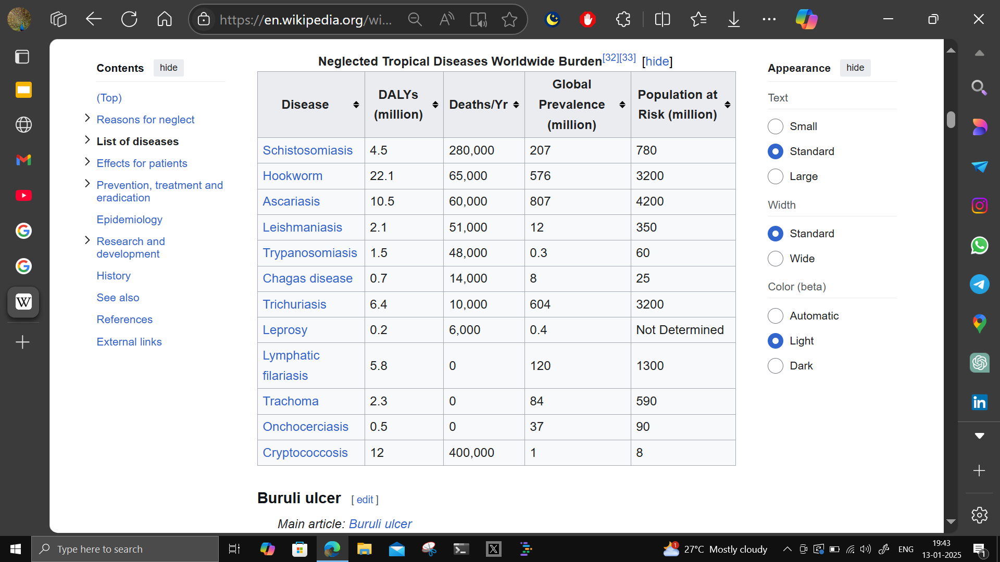 https://en.wikipedia.org/wi...
Contents hide
(Top)
Reasons for neglect
List of diseases
Effects for patients
Prevention, treatment and
eradication
Epidemiology
Research and
development
History
See also
References
External links
Neglected Tropical Diseases Worldwide Burden[32][33] [hide]
Disease DALYs (million) Deaths/Yr Global Prevalence (million) Population at Risk (million)
Schistosomiasis 4.5 280,000 207 780
Hookworm 22.1 65,000 576 3200
Ascariasis 10.5 60,000 807 4200
Leishmaniasis 2.1 51,000 12 350
Trypanosomiasis 1.5 48,000 0.3 60
Chagas disease 0.7 14,000 8 25
Trichuriasis 6.4 10,000 604 3200
Leprosy 0.2 6,000 0.4 Not Determined
Lymphatic filariasis 5.8 0 120 1300
Trachoma 2.3 0 84 590
Onchocerciasis 0.5 0 37 90
Cryptococcosis 12 400,000 1 8
Buruli ulcer [ edit ]
Main article: Buruli ulcer
Appearance hide
Text
Small
Standard
Large
Width
Standard
Wide
Color (beta)
Automatic
Light
Dark
Type here to search
27°C Mostly cloudy
ENG
19:43
13-01-2025